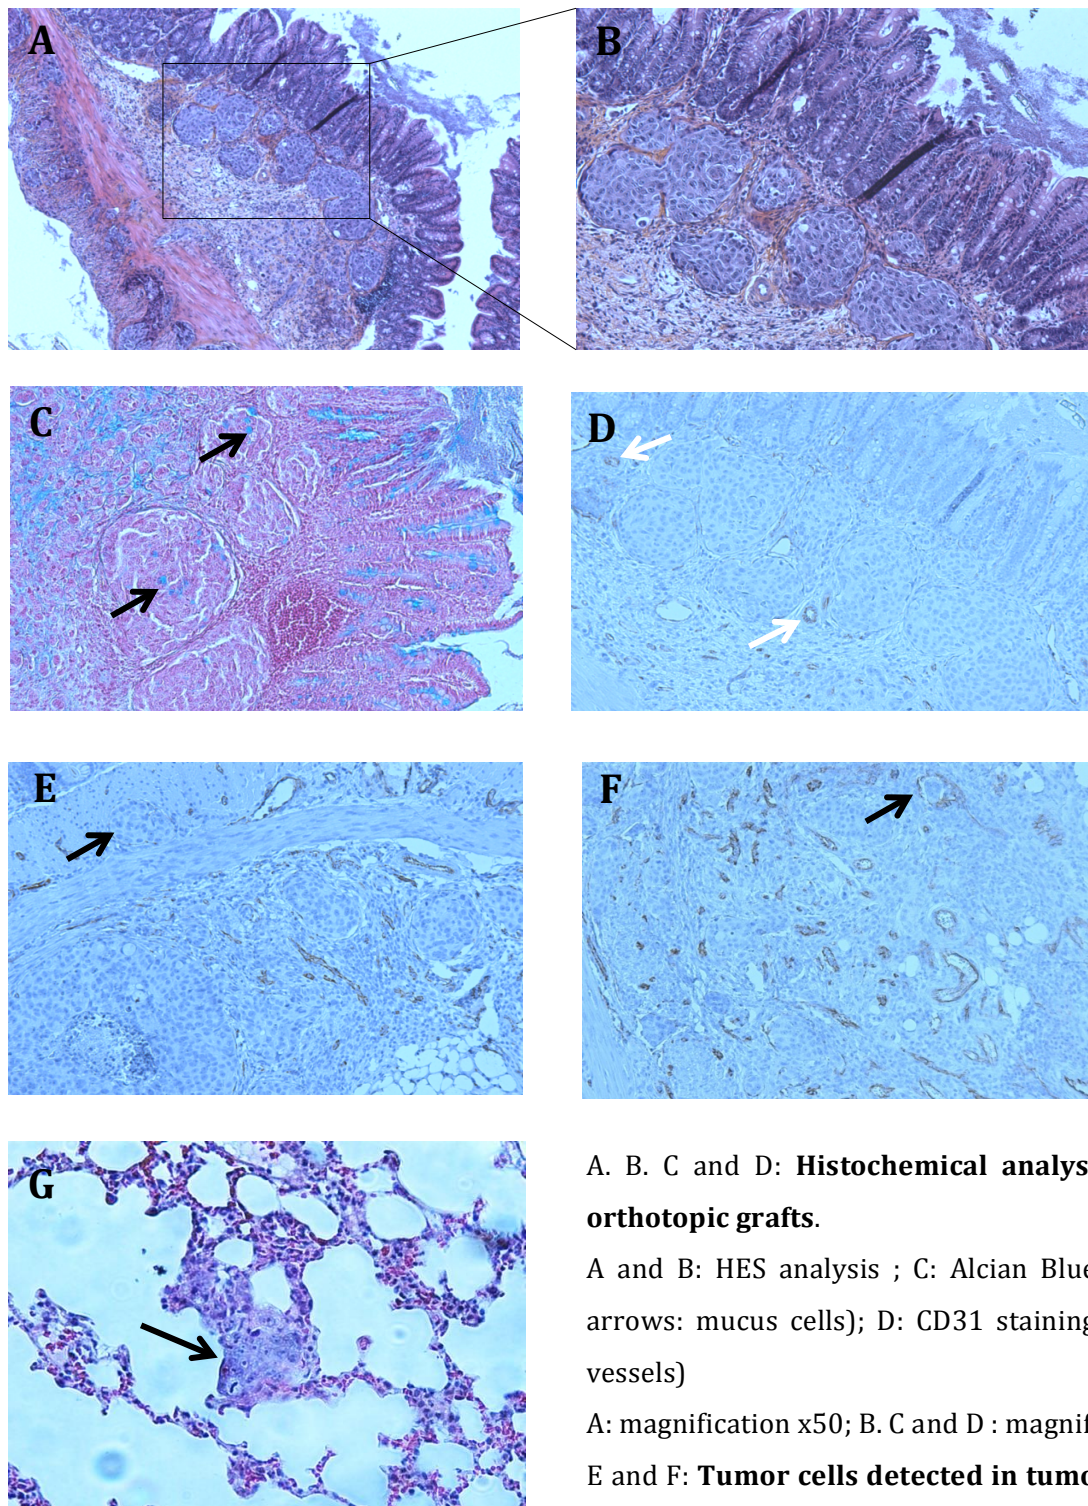 A
B
C
D
E
F
G
A. B. C and D: Histochemical analys
orthotopic grafts.
A and B: HES analysis ; C: Alcian Blue
arrows: mucus cells); D: CD31 staining
vessels)
A: magnification x50; B. C and D : magnif
E and F: Tumor cells detected in tumo